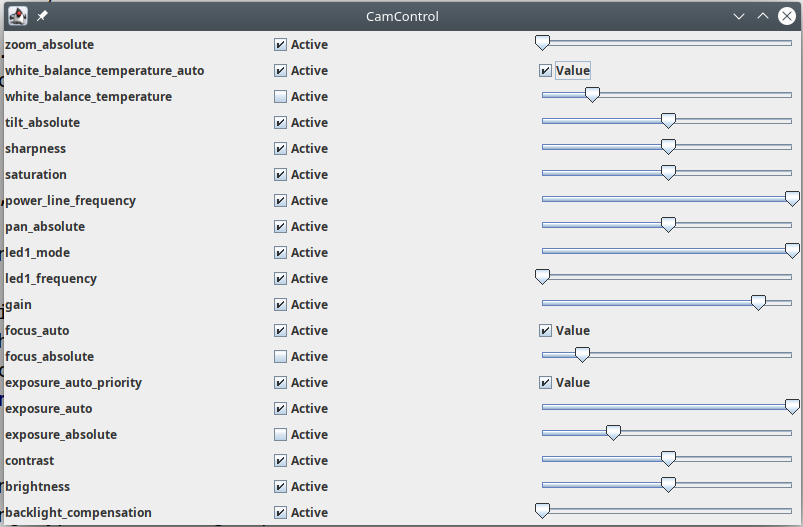 CamControl
zoom_absolute Active
white_balance_temperature_auto Active Value
white_balance_temperature Active
tilt_absolute Active
sharpness Active
saturation Active
power_line_frequency Active
pan_absolute Active
led1_mode Active
led1_frequency Active
gain Active
focus_auto Active Value
focus_absolute Active
exposure_auto_priority Active Value
exposure_auto Active
exposure_absolute Active
contrast Active
brightness Active
backlight_compensation Active